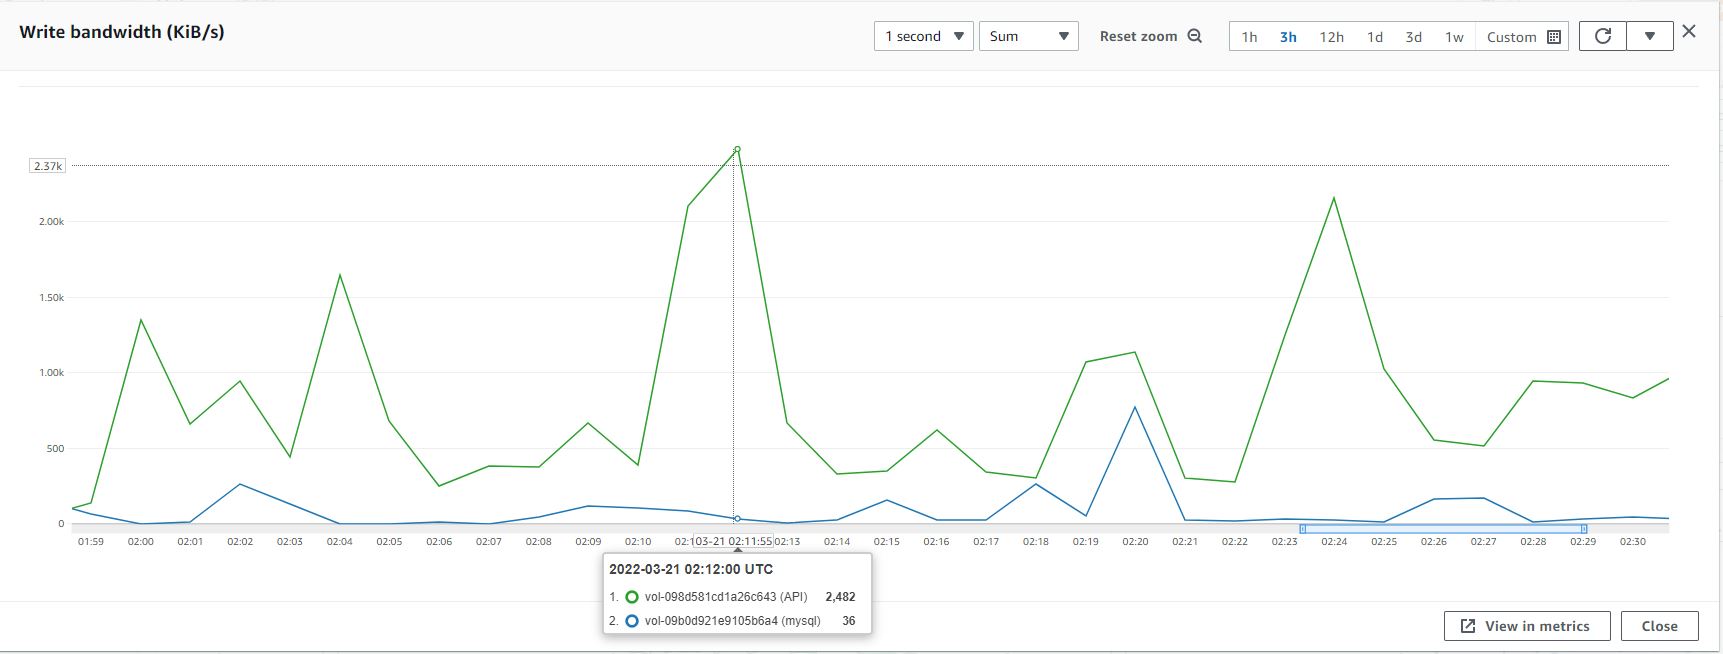 Write bandwidth (KiB/s)
1 second Sum Reset zoom 1h 3h 12h 1d 3d 1w Custom
2.37k
2.00k
1.50k
1.00k
500
0
01:59 02:00 02:01 02:02 02:03 02:04 02:05 02:06 02:07 02:08 02:09 02:10 03-21 02:11:55 02:13 02:14 02:15 02:16 02:17 02:18 02:19 02:20 02:21 02:22 02:23 02:24 02:25 02:26 02:27 02:28 02:29 02:30
2022-03-21 02:12:00 UTC
1. vol-098d581cd1a26c643 (API) 2,482
2. vol-09b0d921e9105b6a4 (mysql) 36
View in metrics Close